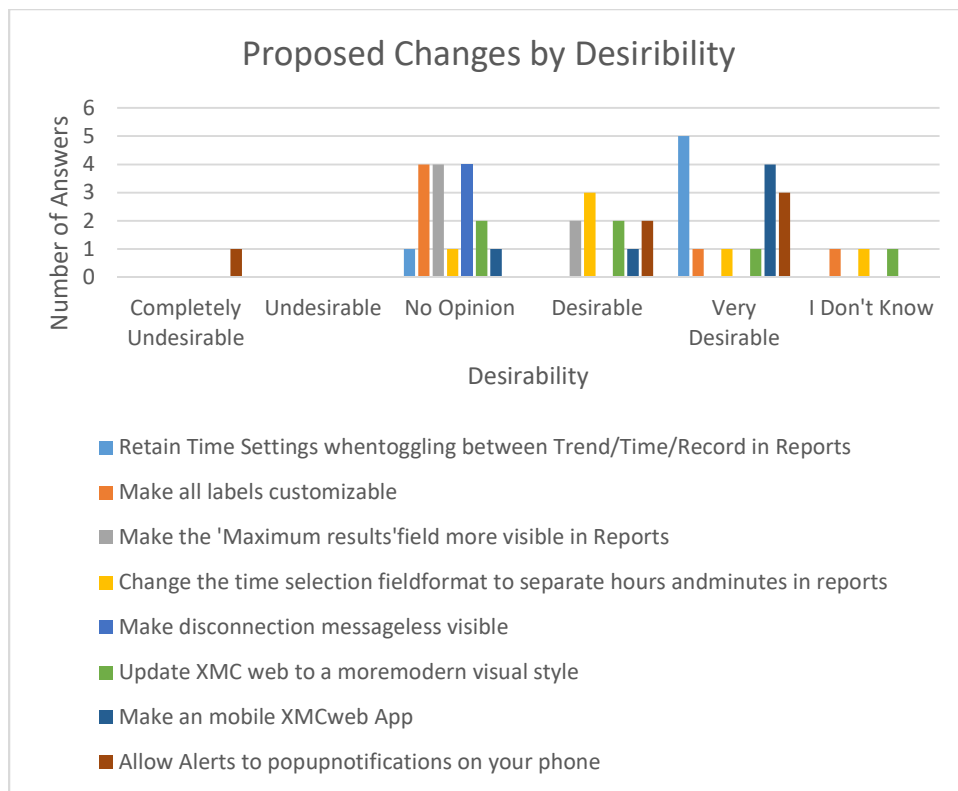 Proposed Changes by Desiribility
Number of Answers
6
5
4
3
2
1
0
Completely Undesirable
Undesirable
No Opinion
Desirable
Very Desirable
I Don't Know
Desirability
Retain Time Settings whentoggling between Trend/Time/Record in Reports
Make all labels customizable
Make the 'Maximum results'field more visible in Reports
Change the time selection fieldformat to separate hours andminutes in reports
Make disconnection messageless visible
Update XMC web to a moremodern visual style
Make an mobile XMCweb App
Allow Alerts to popupnotifications on your phone